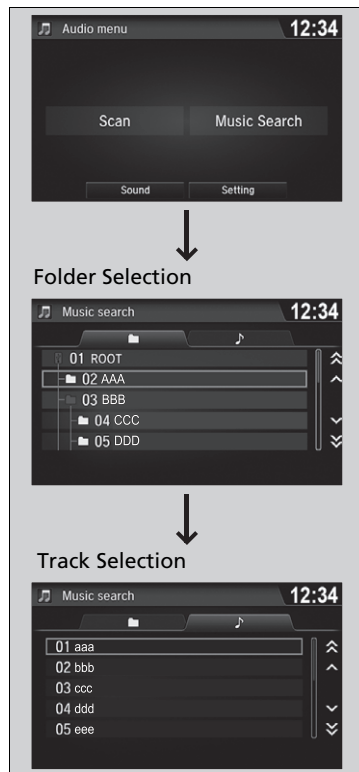 Audio menu 12:34
Scan Music Search
Sound Setting
Folder Selection
Music search 12:34
01 ROOT
02 AAA
03 BBB
04 CCC
05 DDD
Track Selection
Music search 12:34
01 aaa
02 bbb
03 ccc
04 ddd
05 eee